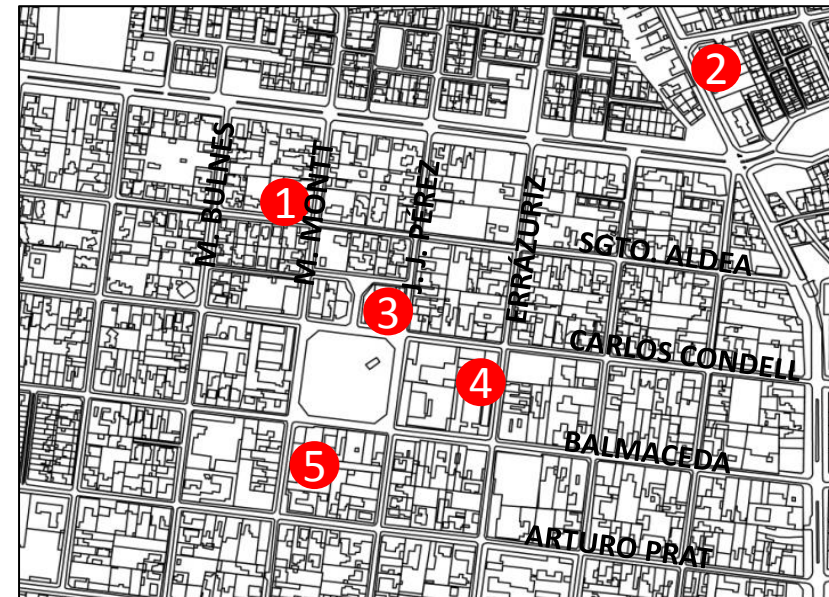 2
M. BULNES
1
M. MONTT
J. J. PEREZ
ERRÁZURIZ
SGTO. ALDEA
3
CARLOS CONDELL
4
BALMACEDA
5
ARTURO PRAT